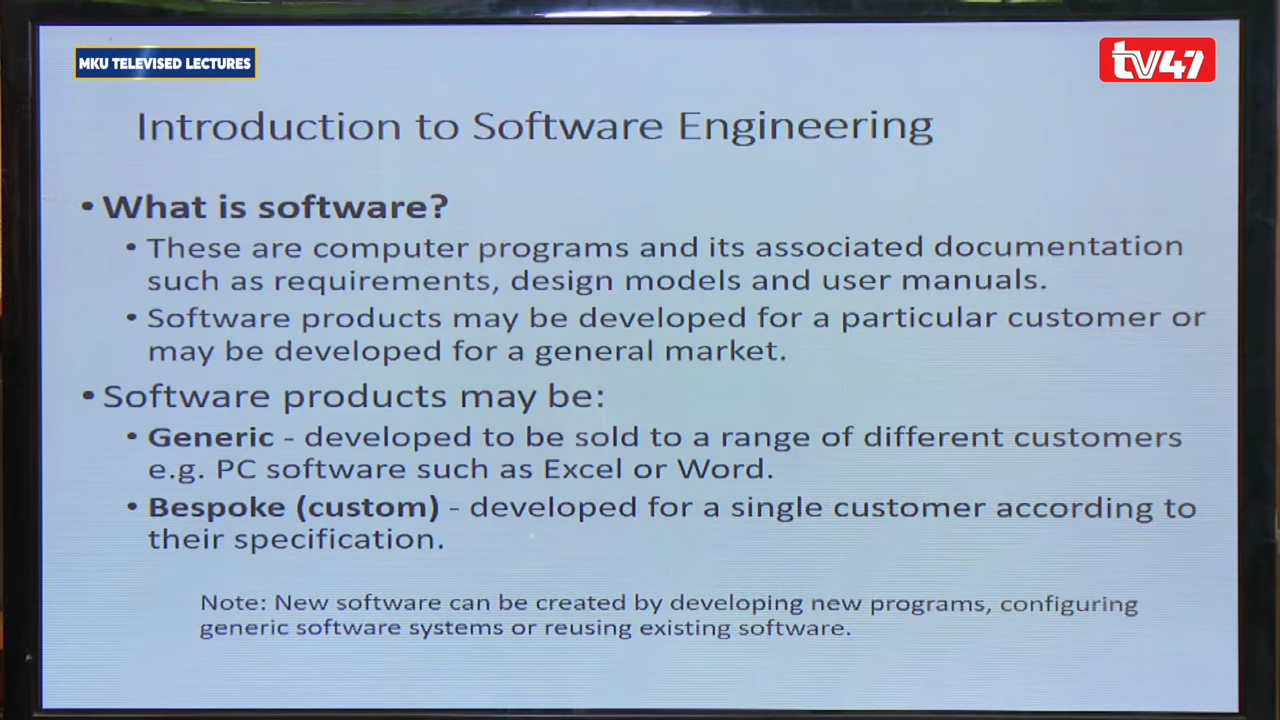 MKU TELEVISED LECTURES
tv47
Introduction to Software Engineering
• What is software?
• These are computer programs and its associated documentation
such as requirements, design models and user manuals.
• Software products may be developed for a particular customer or
may be developed for a general market.
• Software products may be:
• Generic - developed to be sold to a range of different customers
e.g. PC software such as Excel or Word.
• Bespoke (custom) - developed for a single customer according to
their specification.
Note: New software can be created by developing new programs, configuring
generic software systems or reusing existing software.